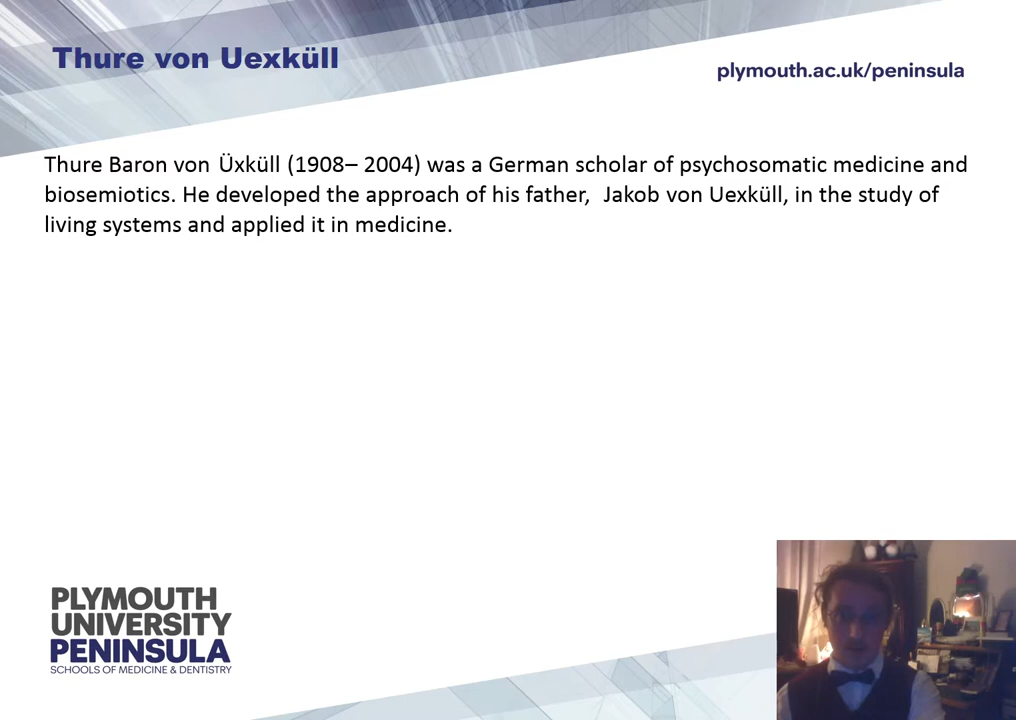 Thure von Uexküll
plymouth.ac.uk/peninsula
Thure Baron von Üxküll (1908– 2004) was a German scholar of psychosomatic medicine and
biosemiotics. He developed the approach of his father, Jakob von Uexküll, in the study of
living systems and applied it in medicine.
PLYMOUTH
UNIVERSITY
PENINSULA
SCHOOLS OF MEDICINE & DENTISTRY